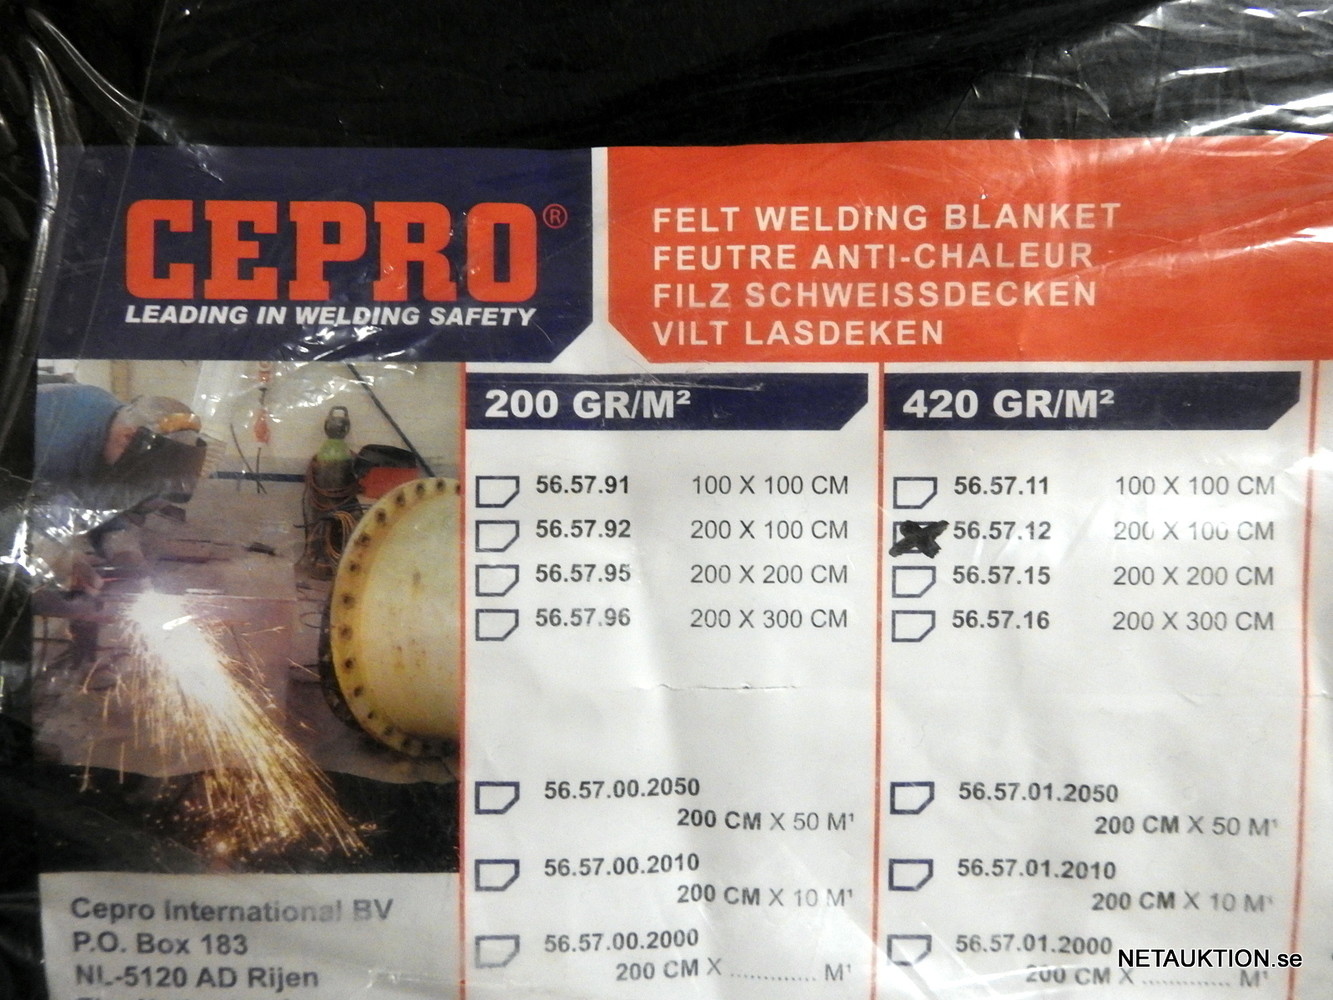 CEPRO®
LEADING IN WELDING SAFETY
FELT WELDING BLANKET
FEUTRE ANTI-CHALEUR
FILZ SCHWEISSDECKEN
VILT LASDEKEN
200 GR/M²
56.57.91 100 X 100 CM
56.57.92 200 X 100 CM
56.57.95 200 X 200 CM
56.57.96 200 X 300 CM
56.57.00.2050
200 CM X 50 M¹
56.57.00.2010
200 CM X 10 M¹
56.57.00.2000
200 CM X ............ M¹
420 GR/M²
56.57.11 100 X 100 CM
56.57.12 200 X 100 CM
56.57.15 200 X 200 CM
56.57.16 200 X 300 CM
56.57.01.2050
200 CM X 50 M¹
56.57.01.2010
200 CM X 10 M¹
56.57.01.2000
200 CM X ............ M¹
Cepro International BV
P.O. Box 183
NL-5120 AD Rijen
NETAUKTION.se